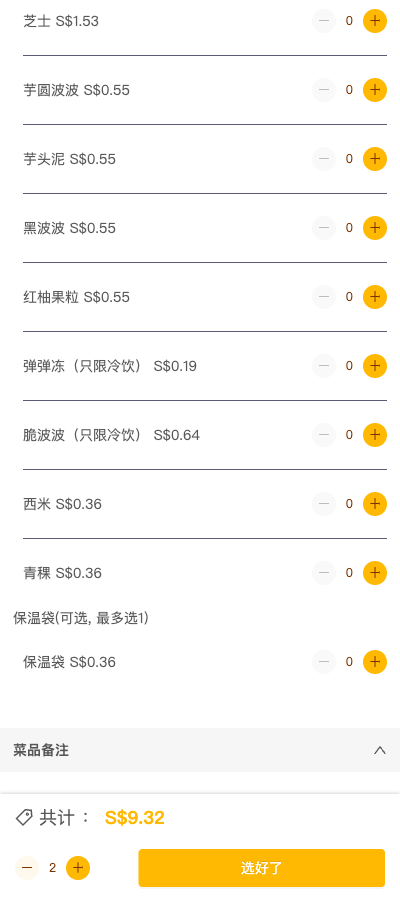 芝士 S$1.53 0
芋圆波波 S$0.55 0
芋头泥 S$0.55 0
黑波波 S$0.55 0
红柚果粒 S$0.55 0
弹弹冻（只限冷饮） S$0.19 0
脆波波（只限冷饮） S$0.64 0
西米 S$0.36 0
青稞 S$0.36 0
保温袋(可选, 最多选1)
保温袋 S$0.36 0
菜品备注
共计： S$9.32
2 选好了